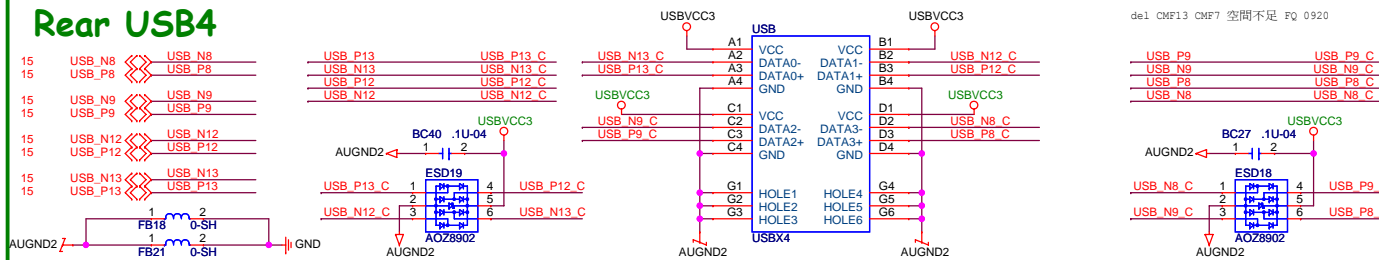 Rear USB4
15 USB_N8 USB_N8
15 USB_P8 USB_P8
15 USB_N9 USB_N9
15 USB_P9 USB_P9
15 USB_N12 USB_N12
15 USB_P12 USB_P12
15 USB_N13 USB_N13
15 USB_P13 USB_P13
1 2
FB18 0-SH
AUGND2 GND
1 2
FB21 0-SH
USB_P13 USB_P13_C
USB_N13 USB_N13_C
USB_P12 USB_P12_C
USB_N12 USB_N12_C
USBVCC3
BC40 .1U-04
AUGND2 1 2
ESD19
USB_P13_C 1 4 USB_P12_C
2 5
USB_N12_C 3 6 USB_N13_C
AOZ8902
AUGND2
USBVCC3 USB USBVCC3
A1 VCC VCC B1
USB_N13_C A2 DATA0- DATA1- B2 USB_N12_C
USB_P13_C A3 DATA0+ DATA1+ B3 USB_P12_C
A4 GND GND B4
USBVCC3 USBVCC3
C1 VCC VCC D1
USB_N9_C C2 DATA2- DATA3- D2 USB_N8_C
USB_P9_C C3 DATA2+ DATA3+ D3 USB_P8_C
C4 GND GND D4
G1 HOLE1 HOLE4 G4
G2 HOLE2 HOLE5 G5
G3 HOLE3 HOLE6 G6
USBX4
AUGND2 AUGND2
del CMF13 CMF7 空間不足 FQ 0920
USB_P9 USB_P9_C
USB_N9 USB_N9_C
USB_P8 USB_P8_C
USB_N8 USB_N8_C
USBVCC3
BC27 .1U-04
AUGND2 1 2
ESD18
USB_N8_C 1 4 USB_P9
2 5
USB_N9_C 3 6 USB_P8
AOZ8902
AUGND2